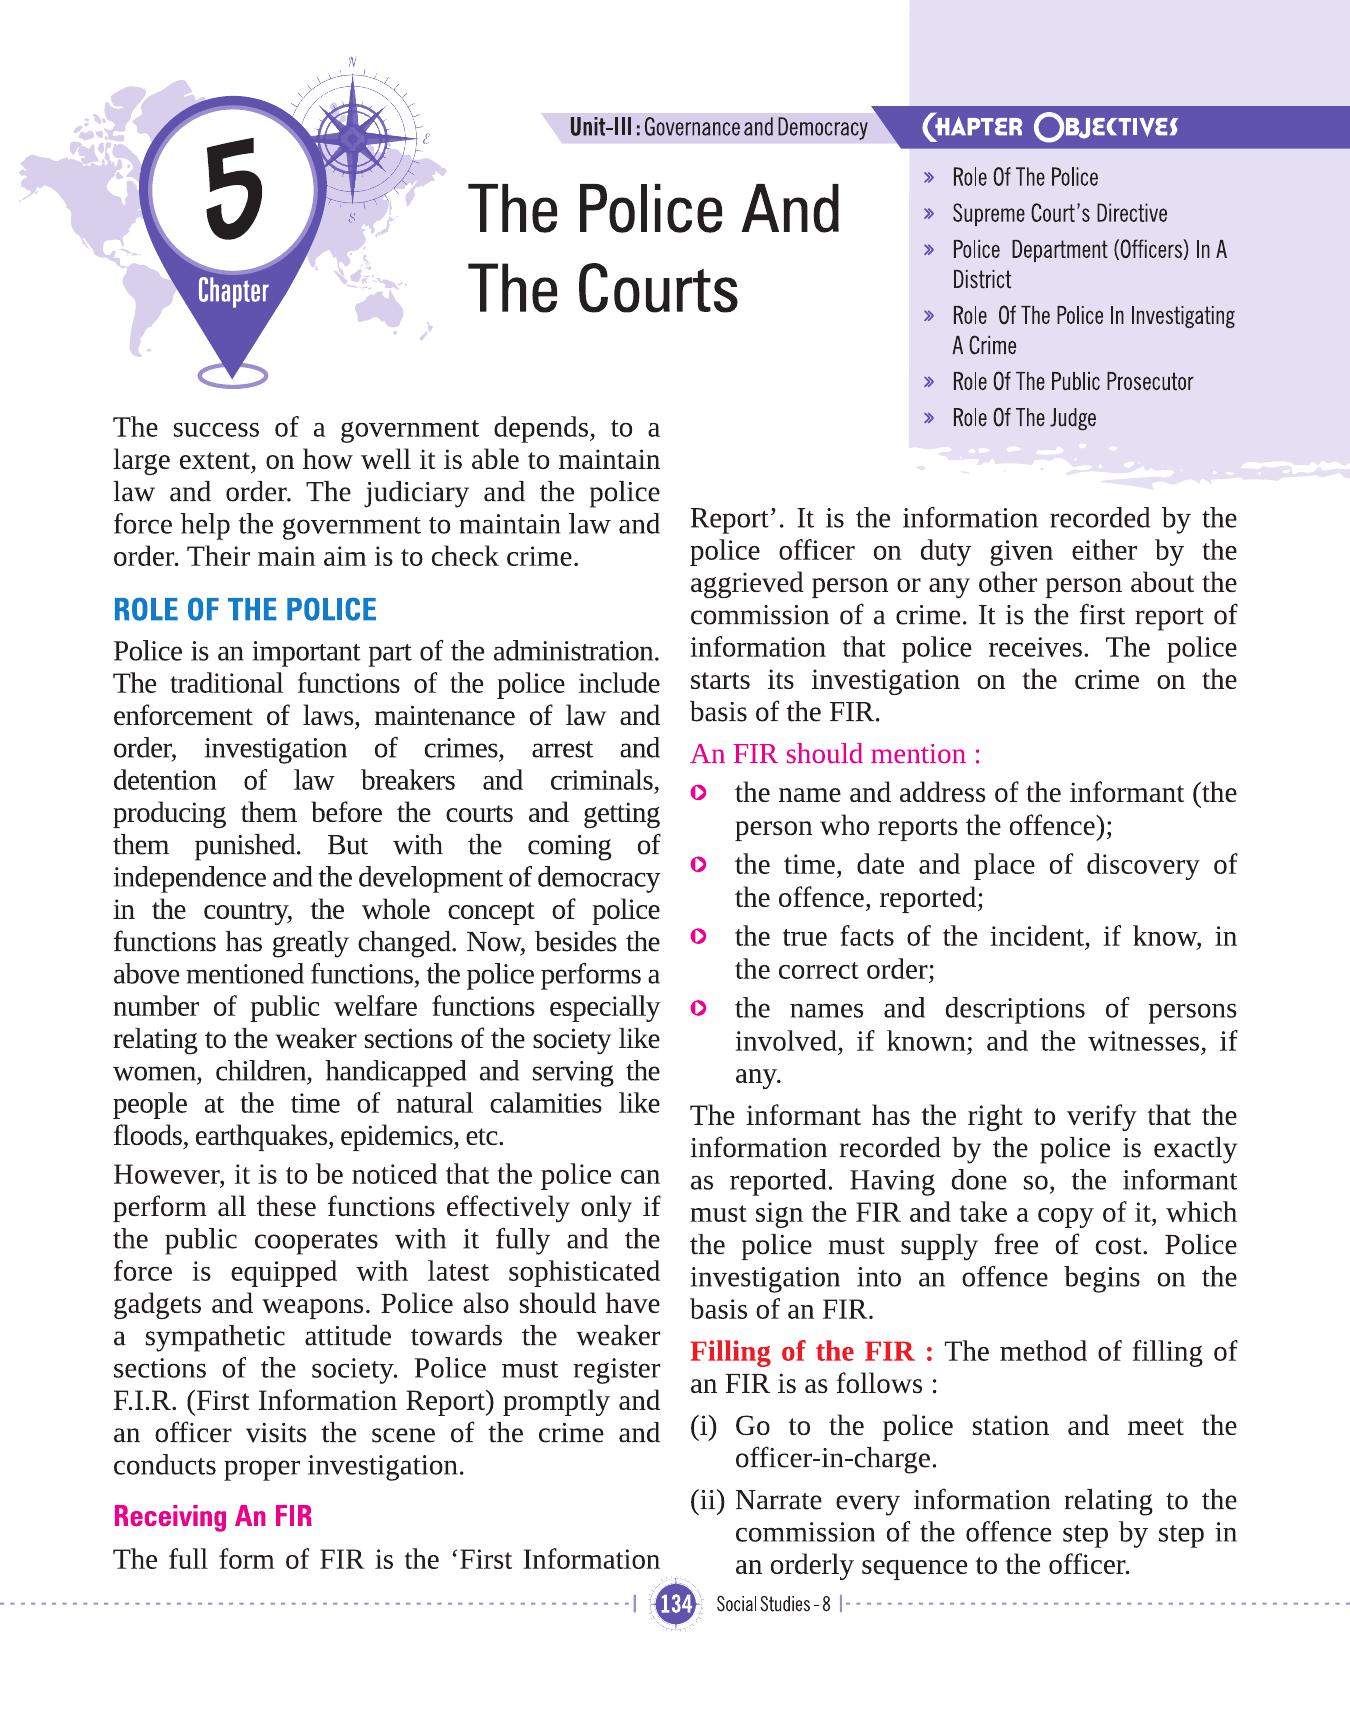 N
E
S
5
Chapter
Unit-III : Governance and Democracy
The Police And
The Courts
CHAPTER OBJECTIVES
» Role Of The Police
» Supreme Court's Directive
» Police Department (Officers) In A
District
» Role Of The Police In Investigating
A Crime
» Role Of The Public Prosecutor
» Role Of The Judge
The success of a government depends, to a
large extent, on how well it is able to maintain
law and order. The judiciary and the police
force help the government to maintain law and
order. Their main aim is to check crime.
ROLE OF THE POLICE
Police is an important part of the administration.
The traditional functions of the police include
enforcement of laws, maintenance of law and
order, investigation of crimes, arrest and
detention of law breakers and criminals,
producing them before the courts and getting
them punished. But with the coming of
independence and the development of democracy
in the country, the whole concept of police
functions has greatly changed. Now, besides the
above mentioned functions, the police performs a
number of public welfare functions especially
relating to the weaker sections of the society like
women, children, handicapped and serving the
people at the time of natural calamities like
floods, earthquakes, epidemics, etc.
However, it is to be noticed that the police can
perform all these functions effectively only if
the public cooperates with it fully and the
force is equipped with latest sophisticated
gadgets and weapons. Police also should have
a sympathetic attitude towards the weaker
sections of the society. Police must register
F.I.R. (First Information Report) promptly and
an officer visits the scene of the crime and
conducts proper investigation.
Receiving An FIR
The full form of FIR is the ‘First Information
Report’. It is the information recorded by the
police officer on duty given either by the
aggrieved person or any other person about the
commission of a crime. It is the first report of
information that police receives. The police
starts its investigation on the crime on the
basis of the FIR.
An FIR should mention :
the name and address of the informant (the
person who reports the offence);
the time, date and place of discovery of
the offence, reported;
the true facts of the incident, if know, in
the correct order;
the names and descriptions of persons
involved, if known; and the witnesses, if
any.
The informant has the right to verify that the
information recorded by the police is exactly
as reported. Having done so, the informant
must sign the FIR and take a copy of it, which
the police must supply free of cost. Police
investigation into an offence begins on the
basis of an FIR.
Filling of the FIR : The method of filling of
an FIR is as follows :
(i) Go to the police station and meet the
officer-in-charge.
(ii) Narrate every information relating to the
commission of the offence step by step in
an orderly sequence to the officer.
134 Social Studies - 8